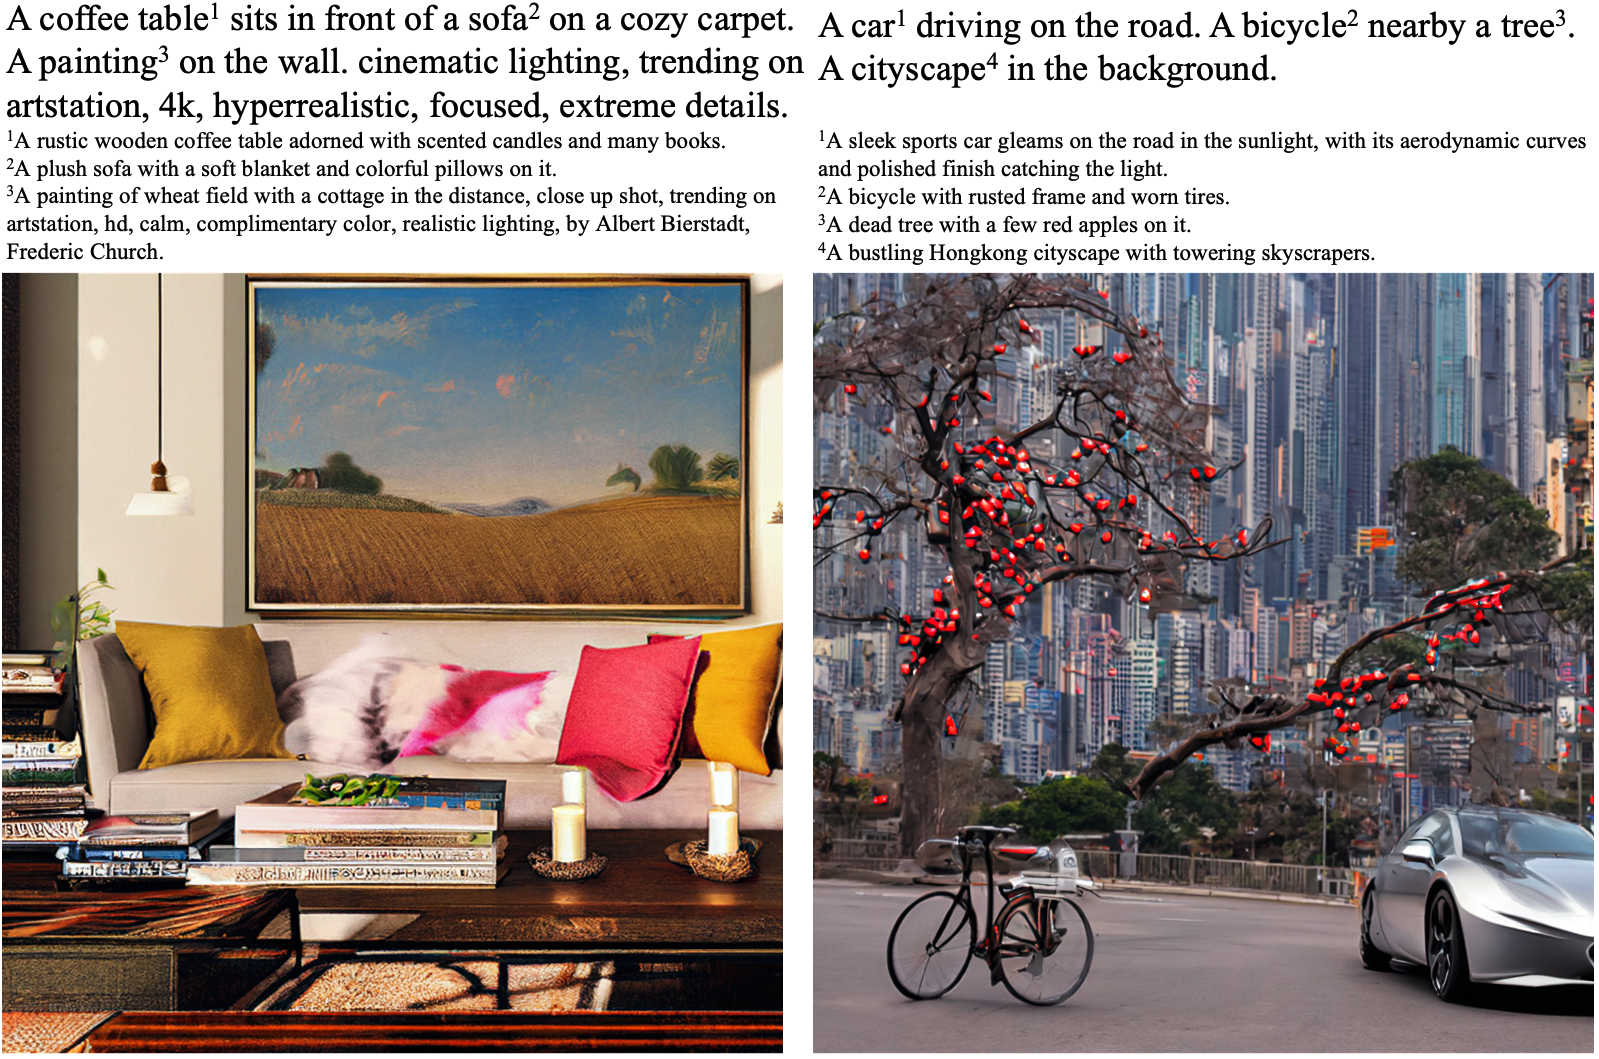 A coffee table¹ sits in front of a sofa² on a cozy carpet.
A painting³ on the wall. cinematic lighting, trending on
artstation, 4k, hyperrealistic, focused, extreme details.
¹A rustic wooden coffee table adorned with scented candles and many books.
²A plush sofa with a soft blanket and colorful pillows on it.
³A painting of wheat field with a cottage in the distance, close up shot, trending on
artstation, hd, calm, complimentary color, realistic lighting, by Albert Bierstadt,
Frederic Church.
A car¹ driving on the road. A bicycle² nearby a tree³.
A cityscape⁴ in the background.
¹A sleek sports car gleams on the road in the sunlight, with its aerodynamic curves
and polished finish catching the light.
²A bicycle with rusted frame and worn tires.
³A dead tree with a few red apples on it.
⁴A bustling Hongkong cityscape with towering skyscrapers.